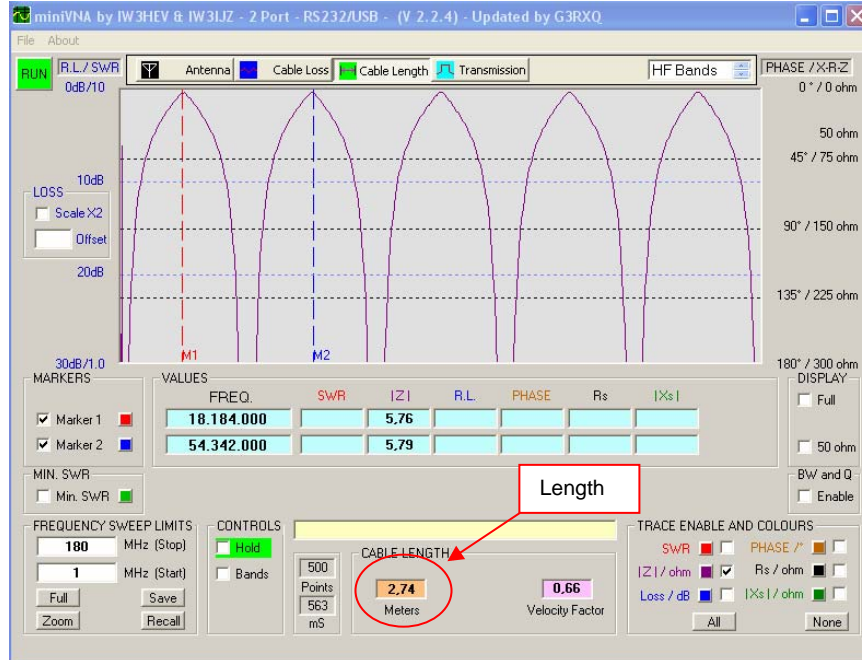 miniVNA by IW3HEV & IW3IJZ - 2 Port - RS232/USB - (V 2.2.4) - Updated by G3RXQ
File About
RUN R.L./SWR Antenna Cable Loss Cable Length Transmission HF Bands PHASE / X-R-Z
0dB/10 0 ° / 0 ohm
50 ohm
45° / 75 ohm
10dB
LOSS
Scale X2
Offset 90° / 150 ohm
20dB
135° / 225 ohm
M1 M2
30dB/1.0 180° / 300 ohm
MARKERS VALUES DISPLAY
FREQ. SWR |Z| R.L. PHASE Rs |Xs| Full
Marker 1 18.184.000 5,76
Marker 2 54.342.000 5,79 50 ohm
MIN. SWR Length BW and Q
Min. SWR Enable
FREQUENCY SWEEP LIMITS CONTROLS TRACE ENABLE AND COLOURS
180 MHz (Stop) Hold CABLE LENGTH SWR PHASE /°
1 MHz (Start) Bands 500 |Z| / ohm Rs / ohm
Points 2,74 0,66
Full Save 563 Meters Velocity Factor Loss / dB |Xs| / ohm
Zoom Recall mS All None